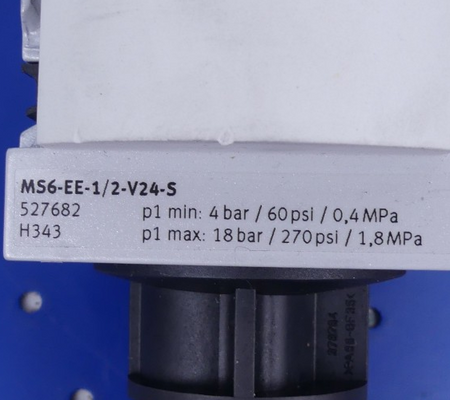 MS6-EE-1/2-V24-S
527682 p1 min: 4 bar / 60 psi / 0,4 MPa
H343 p1 max: 18 bar / 270 psi / 1,8 MPa